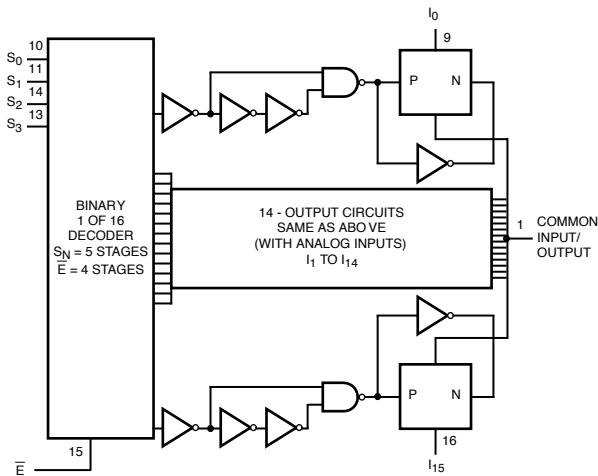 I0
10
9
S0
11
S1
P
N
14
S2
13
S3
BINARY
1 OF 16
DECODER
SN = 5 STAGES
E = 4 STAGES
14 - OUTPUT CIRCUITS
SAME AS ABOVE
(WITH ANALOG INPUTS)
I1 TO I14
1
COMMON
INPUT/
OUTPUT
P
N
15
16
E
I15